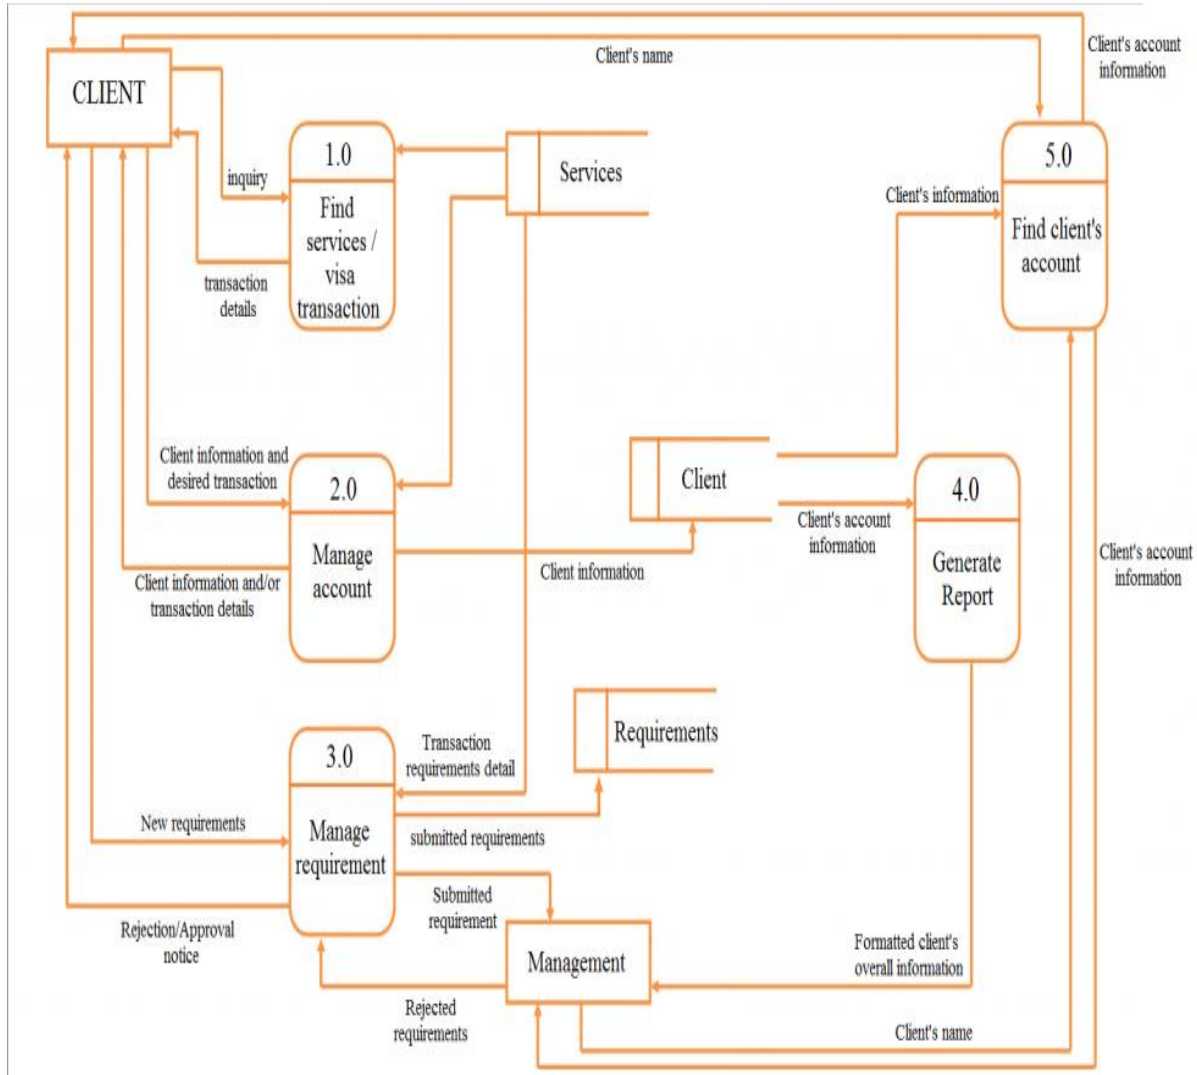 Client's name
Client's account
information
CLIENT
1.0
Find
services /
visa
transaction
inquiry
transaction
details
Services
5.0
Find client's
account
Client's information
Client information and
desired transaction
2.0
Manage
account
Client information and/or
transaction details
Client information
Client
Client's account
information
4.0
Generate
Report
Client's account
information
Requirements
3.0
Manage
requirement
Transaction
requirements detail
New requirements
submitted requirements
Rejection/Approval
notice
Submitted
requirement
Management
Rejected
requirements
Formatted client's
overall information
Client's name